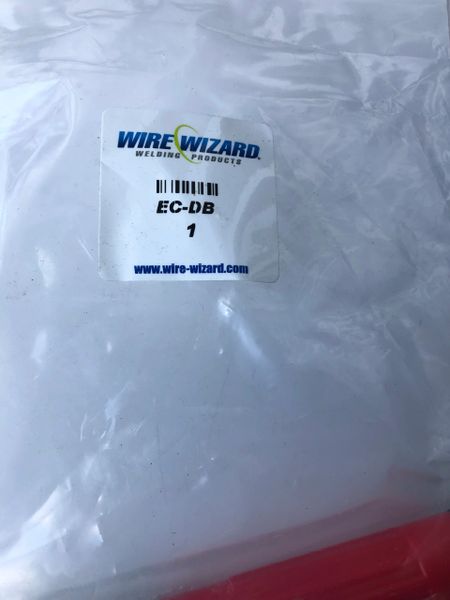 WIRE WIZARD
WELDING PRODUCTS
EC-DB
1
www.wire-wizard.com